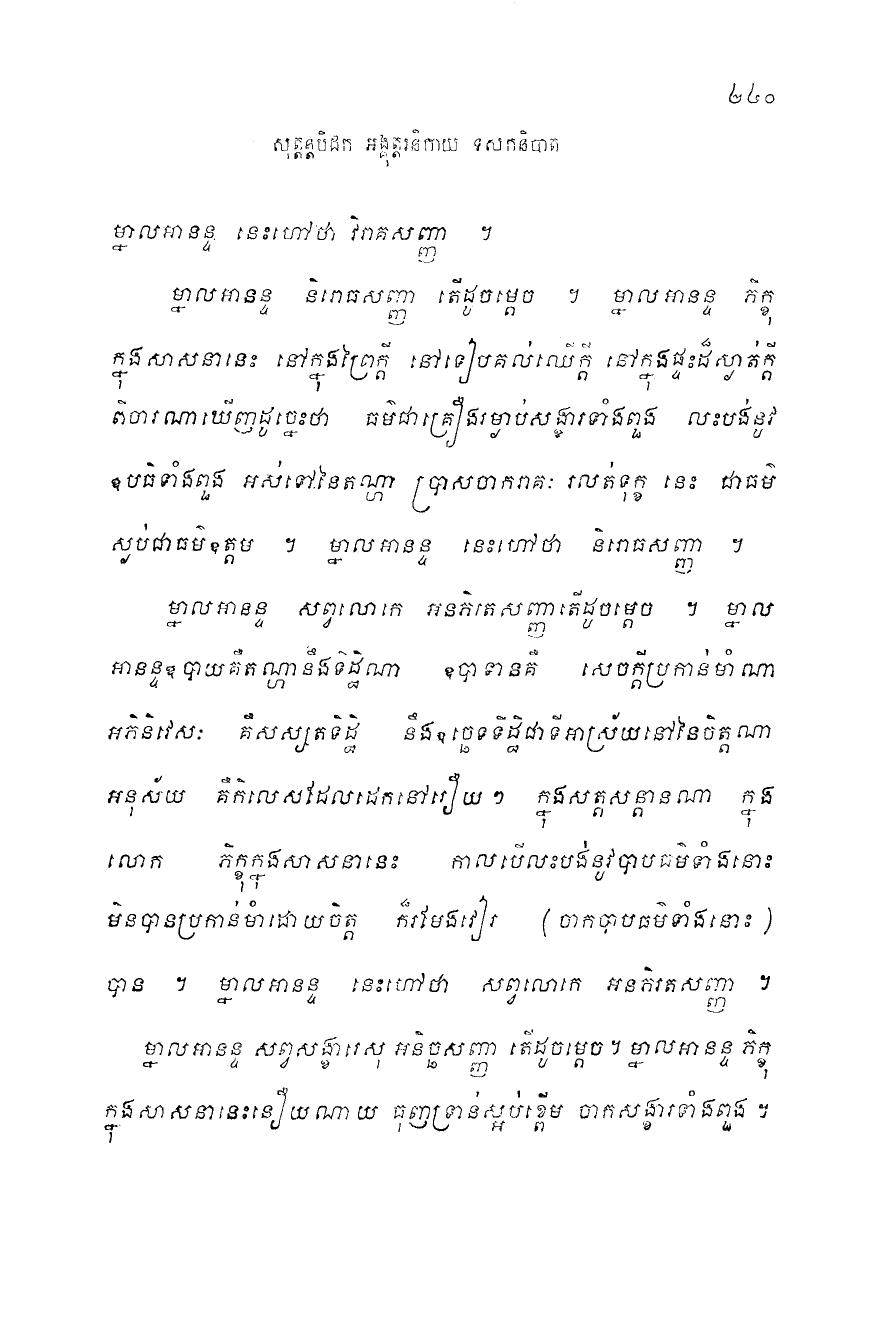 ២៤០
សុត្តន្តបិដក អង្គុត្តរនិកាយ ទសកនិបាត
ម្នាលអានន្ទ នេះហៅថា វិរាគសញ្ញា ។
ម្នាលអានន្ទ និរោធសញ្ញា តើដូចម្តេច ។ ម្នាលអានន្ទ ភិក្ខុ
ក្នុងសាសនានេះ នៅក្នុងព្រៃក្តី នៅទៀបគល់ឈើក្តី នៅក្នុងផ្ទះដ៏ស្ងាត់ក្តី
ពិចារណាឃើញដូច្នេះថា ធម៌ជាគ្រឿងរម្ងាប់សង្ខារទាំងពួង លះបង់នូវ
ឧបធិទាំងពួង អស់ទៅនៃតណ្ហា ប្រាសចាករាគៈ រលត់ទុក្ខ នេះ ជាធម៌
ស្ងប់ជាធម៌ឧត្តម ។ ម្នាលអានន្ទ នេះហៅថា និរោធសញ្ញា ។
ម្នាលអានន្ទ សព្វលោកេ អនភិរតេសញ្ញាតើដូចម្តេច ។ ម្នាល
អានន្ទឧបាយគឺតណ្ហានឹងទិដ្ឋិណា ឧបាទានគឺ សេចក្តីប្រកាន់មាំណា
អភិនិវេសៈ គឺសស្សតទិដ្ឋិ នឹងឧច្ឆេទទិដ្ឋិជាទីអាស្រ័យនៅនៃចិត្តណា
អនុស័យ គឺកិលេសដែលដេកនៅរឿយៗ ក្នុងសត្តសន្តានណា ក្នុង
លោក ភិក្ខុក្នុងសាសនានេះ កាលបើលះបង់នូវបាបធម៌ទាំងនោះ
មិនបានប្រកាន់មាំដោយចិត្ត ក៏រមែងវៀរ (ចាកបាបធម៌ទាំងនោះ)
បាន ។ ម្នាលអានន្ទ នេះហៅថា សព្វលោកេ អនភិរតសញ្ញា ។
ម្នាលអានន្ទ សព្វសង្ខារេសុ អនិច្ចសញ្ញា តើដូចម្តេច ។ ម្នាលអានន្ទ ភិក្ខុ
ក្នុងសាសនានេះនឿយណាយ ធុញទ្រាន់ស្អប់ខ្ពើម ចាកសង្ខារទាំងពួង ។